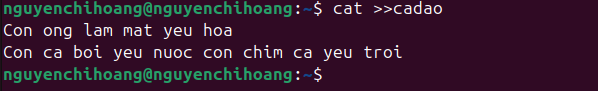 nguyenchihoang@nguyenchihoang:~$ cat >>cadao
Con ong lam mat yeu hoa
Con ca boi yeu nuoc con chim ca yeu troi
nguyenchihoang@nguyenchihoang:~$